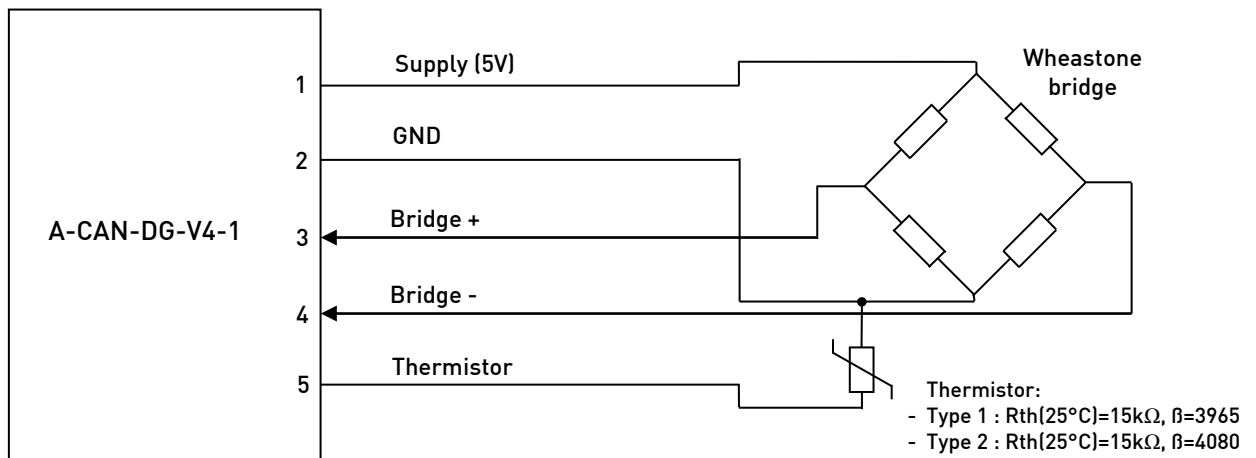 A-CAN-DG-V4-1
1
Supply (5V)
2
GND
3
Bridge +
4
Bridge -
5
Thermistor
Wheastone
bridge
Thermistor:
- Type 1 : Rth(25°C)=15kΩ, ß=3965
- Type 2 : Rth(25°C)=15kΩ, ß=4080